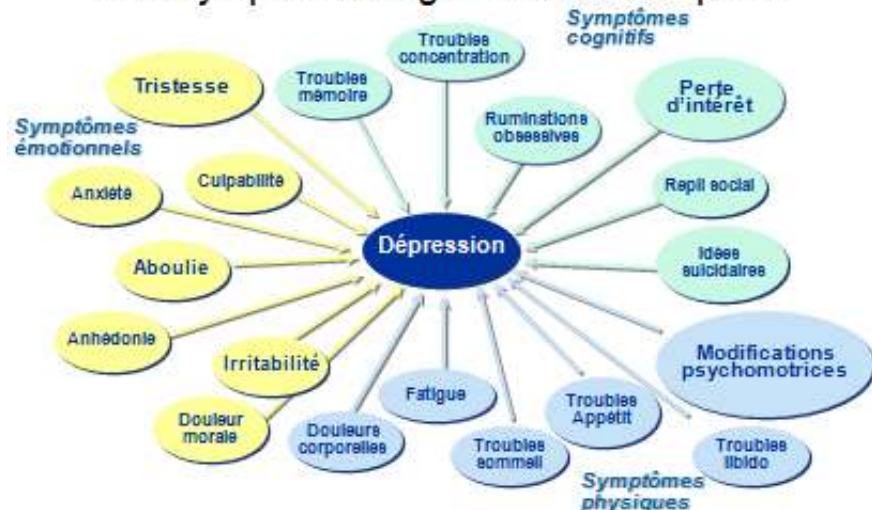 Symptômes
cognitifs
Troubles
concentration
Tristesse
Troubles
mémoire
Perte
d'intérêt
Ruminations
obsessives
Symptômes
émotionnels
Culpabilité
Anxiété
Repli social
Dépression
Aboulie
Idées
suicidaires
Anhédonie
Irritabilité
Modifications
psychomotrices
Fatigue
Troubles
Appétit
Douleur
morale
Douleurs
corporelles
Troubles
sommeil
Troubles
libido
Symptômes
physiques